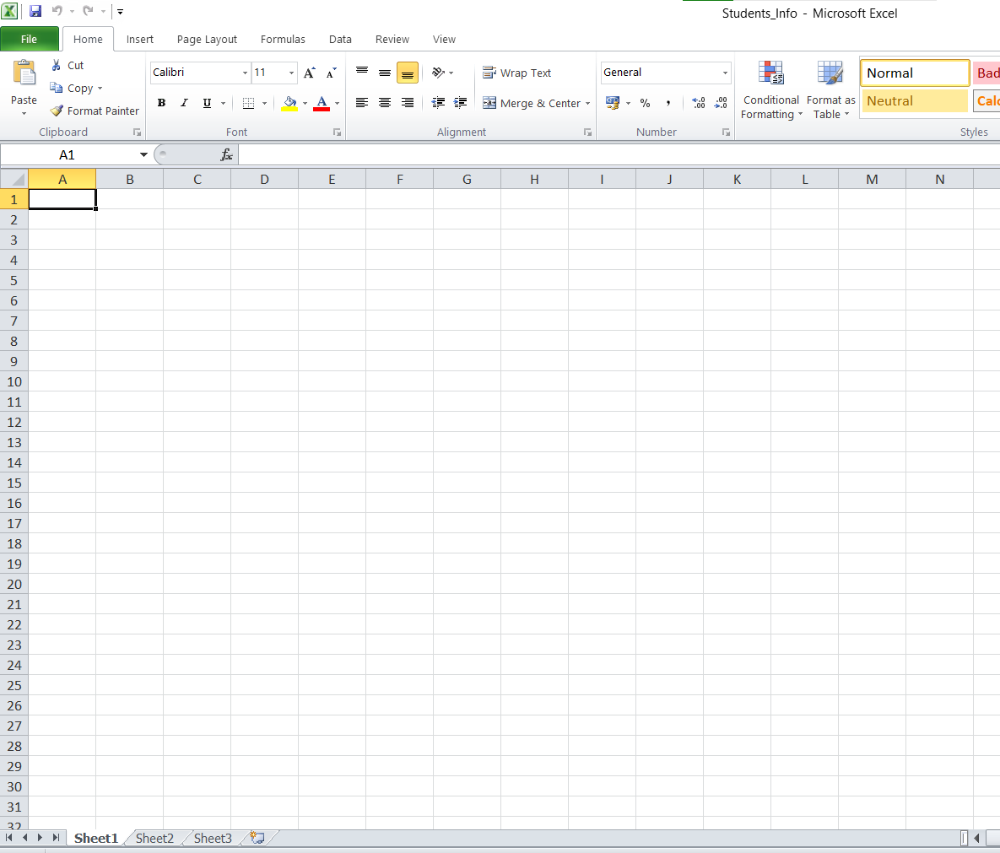 Students_Info - Microsoft Excel
File Home Insert Page Layout Formulas Data Review View
Cut
Calibri 11
Wrap Text
General
Normal Bad
Paste
Copy
Format Painter
B I U A
Merge & Center
% ,
Conditional Formatting
Format as Table
Neutral Calc
Clipboard Font Alignment Number Styles
A1 fx
A B C D E F G H I J K L M N
1
2
3
4
5
6
7
8
9
10
11
12
13
14
15
16
17
18
19
20
21
22
23
24
25
26
27
28
29
30
31
32
Sheet1 Sheet2 Sheet3